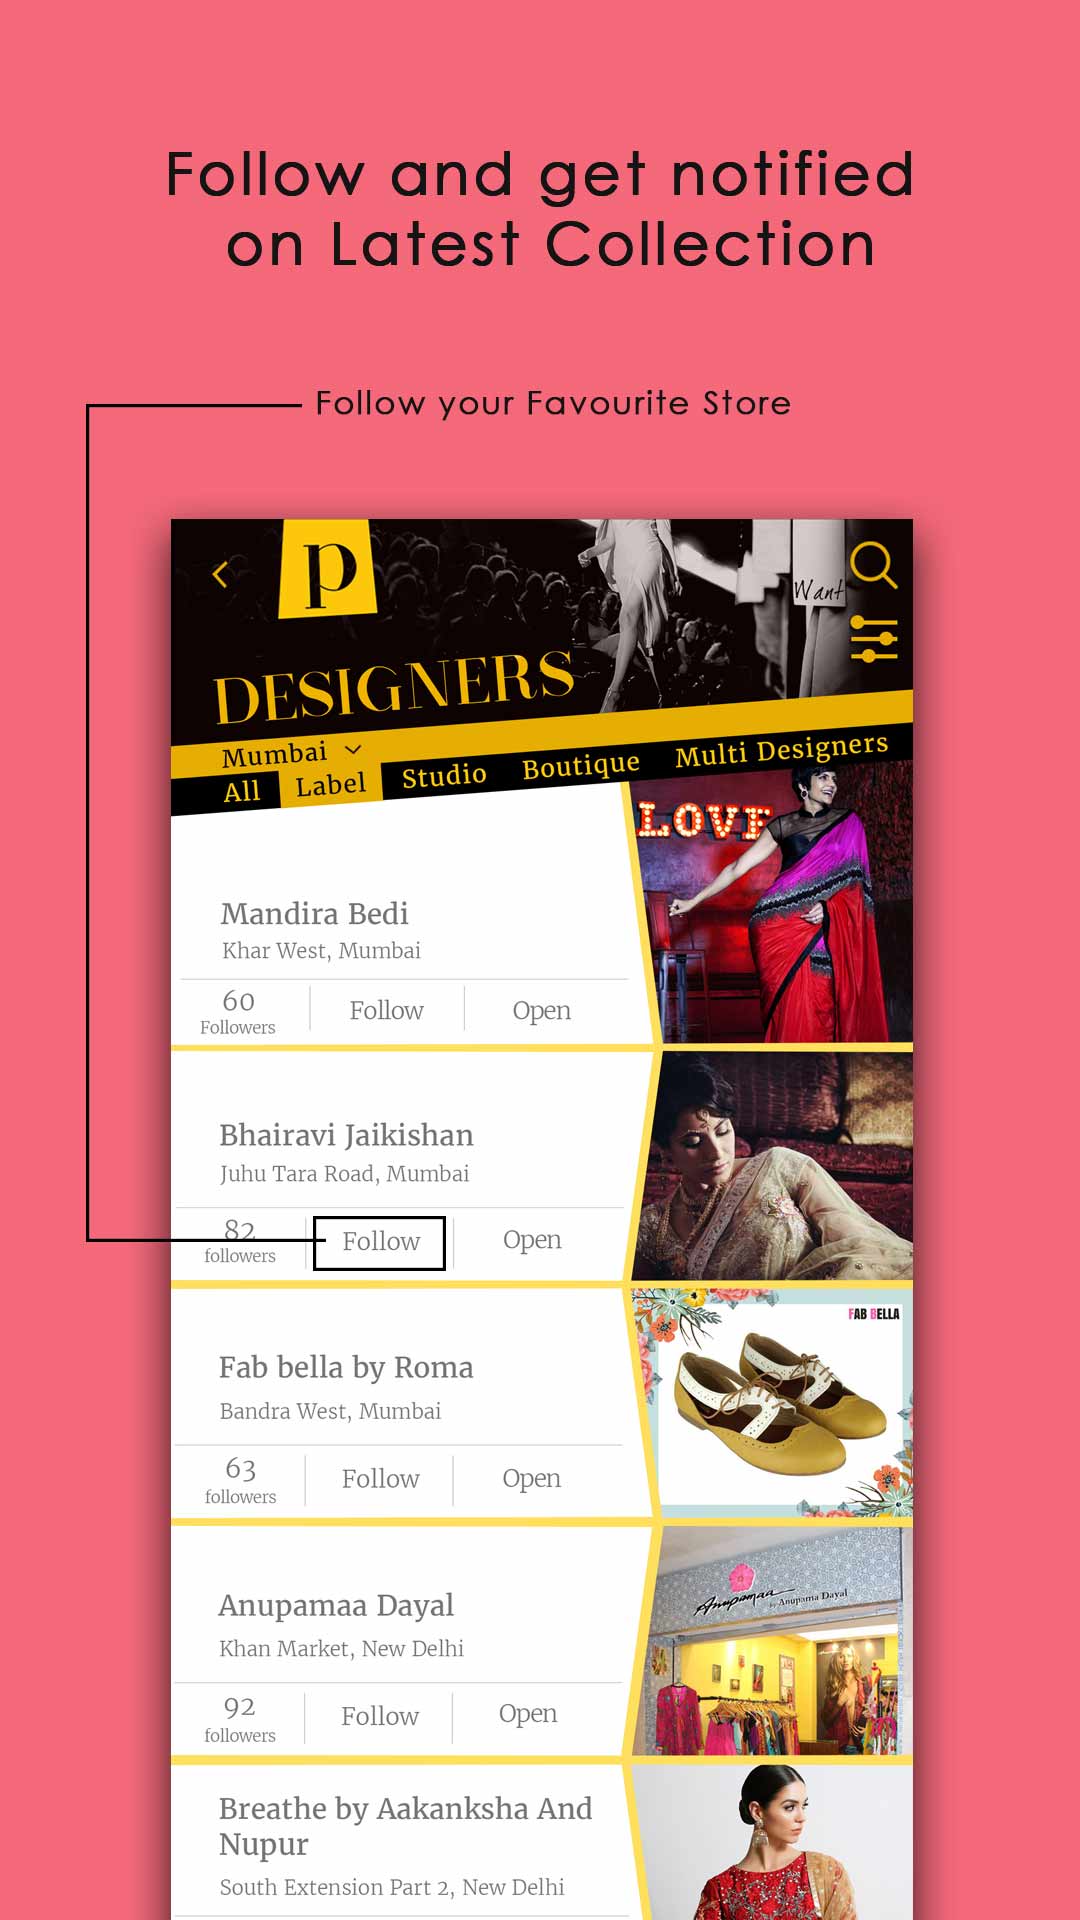 Follow and get notified
on Latest Collection
Follow your Favourite Store
p
Want
DESIGNERS
Mumbai
All Label Studio Boutique Multi Designers
LOVE
Mandira Bedi
Khar West, Mumbai
60
Followers
Follow
Open
Bhairavi Jaikishan
Juhu Tara Road, Mumbai
82
followers
Follow
Open
FAB BELLA
Fab bella by Roma
Bandra West, Mumbai
63
followers
Follow
Open
Anupamaa by Anupama Dayal
Anupamaa Dayal
Khan Market, New Delhi
92
followers
Follow
Open
Breathe by Aakanksha And
Nupur
South Extension Part 2, New Delhi